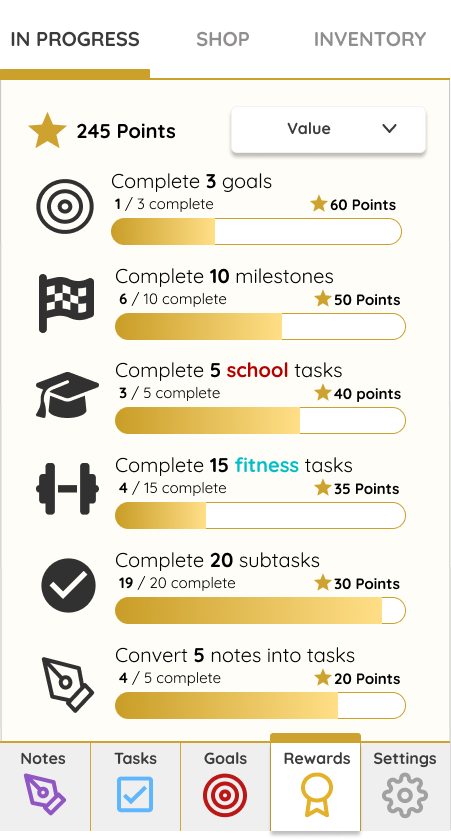 IN PROGRESS SHOP INVENTORY
245 Points Value
Complete 3 goals
1 / 3 complete 60 Points
Complete 10 milestones
6 / 10 complete 50 Points
Complete 5 school tasks
3 / 5 complete 40 points
Complete 15 fitness tasks
4 / 15 complete 35 Points
Complete 20 subtasks
19 / 20 complete 30 Points
Convert 5 notes into tasks
4 / 5 complete 20 Points
Notes Tasks Goals Rewards Settings